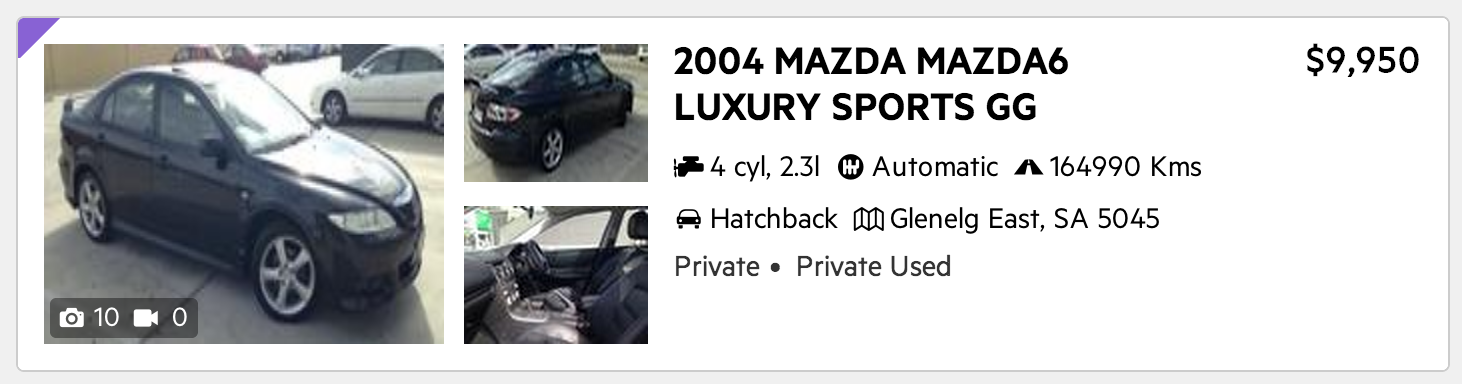 2004 MAZDA MAZDA6
LUXURY SPORTS GG
$9,950
4 cyl, 2.3l Automatic 164990 Kms
Hatchback Glenelg East, SA 5045
Private • Private Used
10 0